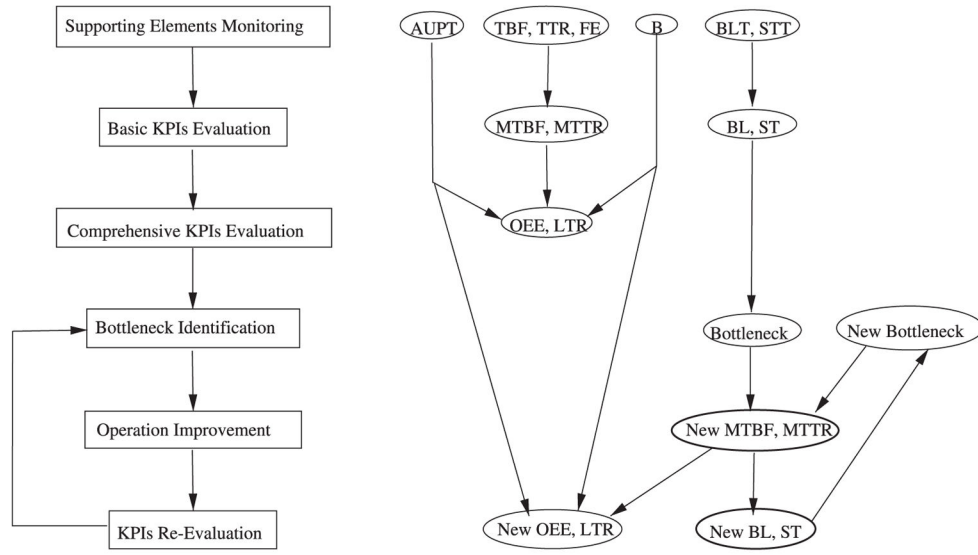 Supporting Elements Monitoring
AUPT
TBF, TTR, FE
B
BLT, STT
Basic KPIs Evaluation
MTBF, MTTR
BL, ST
Comprehensive KPIs Evaluation
OEE, LTR
Bottleneck Identification
Bottleneck
New Bottleneck
Operation Improvement
New MTBF, MTTR
KPIs Re-Evaluation
New OEE, LTR
New BL, ST